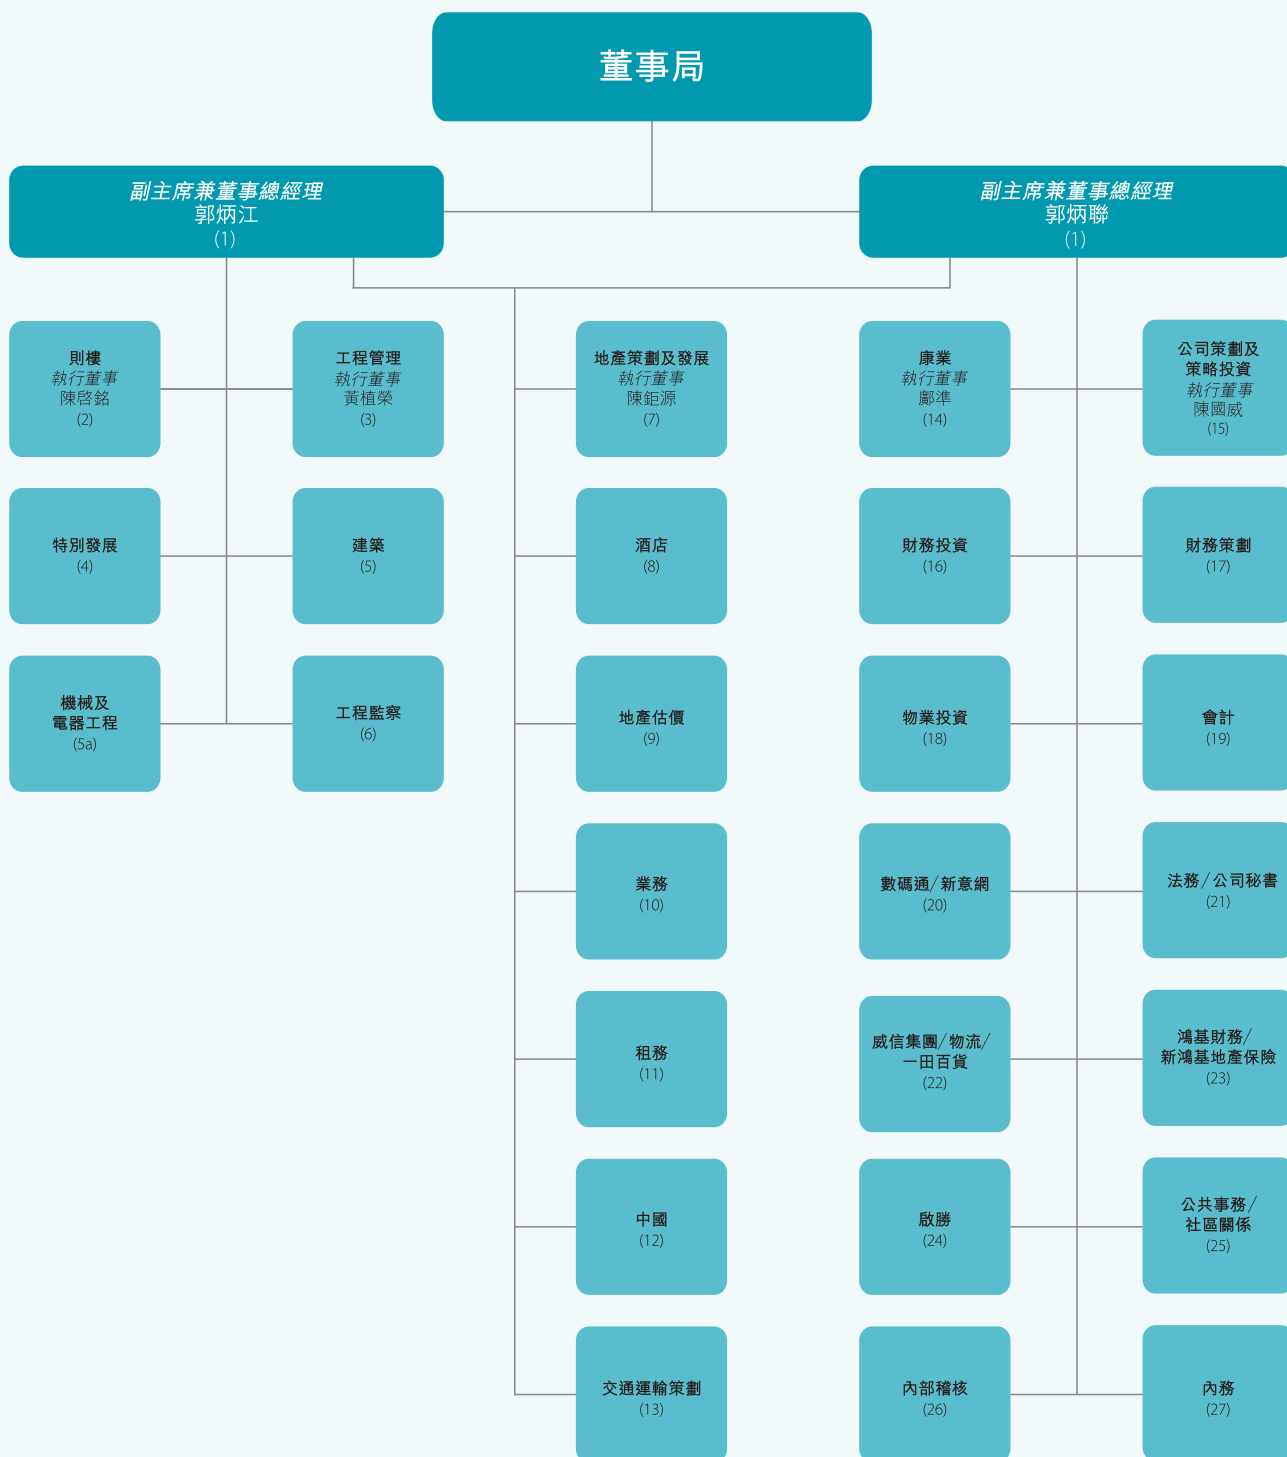 董事局
副主席兼董事總經理
郭炳江
(1)
副主席兼董事總經理
郭炳聯
(1)
則樓
執行董事
陳啓銘
(2)
工程管理
執行董事
黃植榮
(3)
地產策劃及發展
執行董事
陳鉅源
(7)
康業
執行董事
鄺準
(14)
公司策劃及
策略投資
執行董事
陳國威
(15)
特別發展
(4)
建築
(5)
酒店
(8)
財務投資
(16)
財務策劃
(17)
機械及
電器工程
(5a)
工程監察
(6)
地產估價
(9)
物業投資
(18)
會計
(19)
業務
(10)
數碼通/新意網
(20)
法務/公司秘書
(21)
租務
(11)
威信集團/物流/
一田百貨
(22)
鴻基財務/
新鴻基地產保險
(23)
中國
(12)
啟勝
(24)
公共事務/
社區關係
(25)
交通運輸策劃
(13)
內部稽核
(26)
內務
(27)